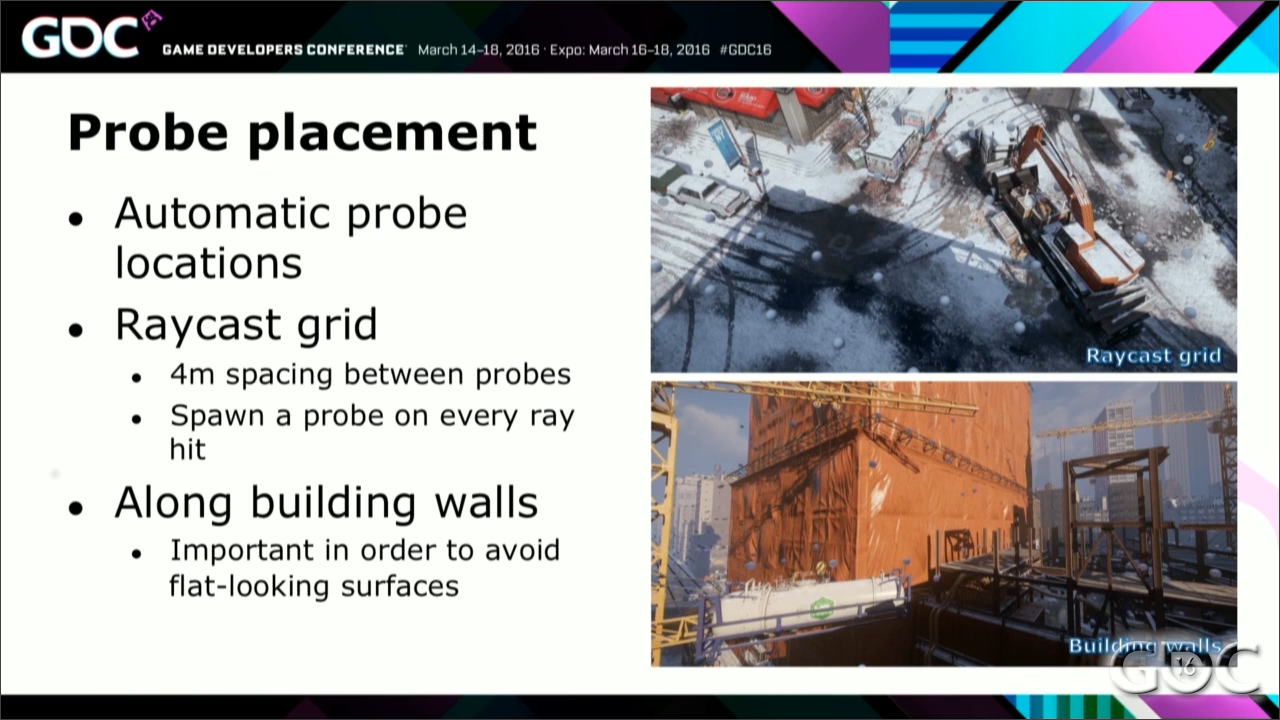 GDC
GAME DEVELOPERS CONFERENCE March 14–18, 2016 · Expo: March 16–18, 2016 #GDC16
Probe placement
Automatic probe
locations
Raycast grid
4m spacing between probes
Spawn a probe on every ray
hit
Along building walls
Important in order to avoid
flat-looking surfaces
Raycast grid
Building walls
GDC
16